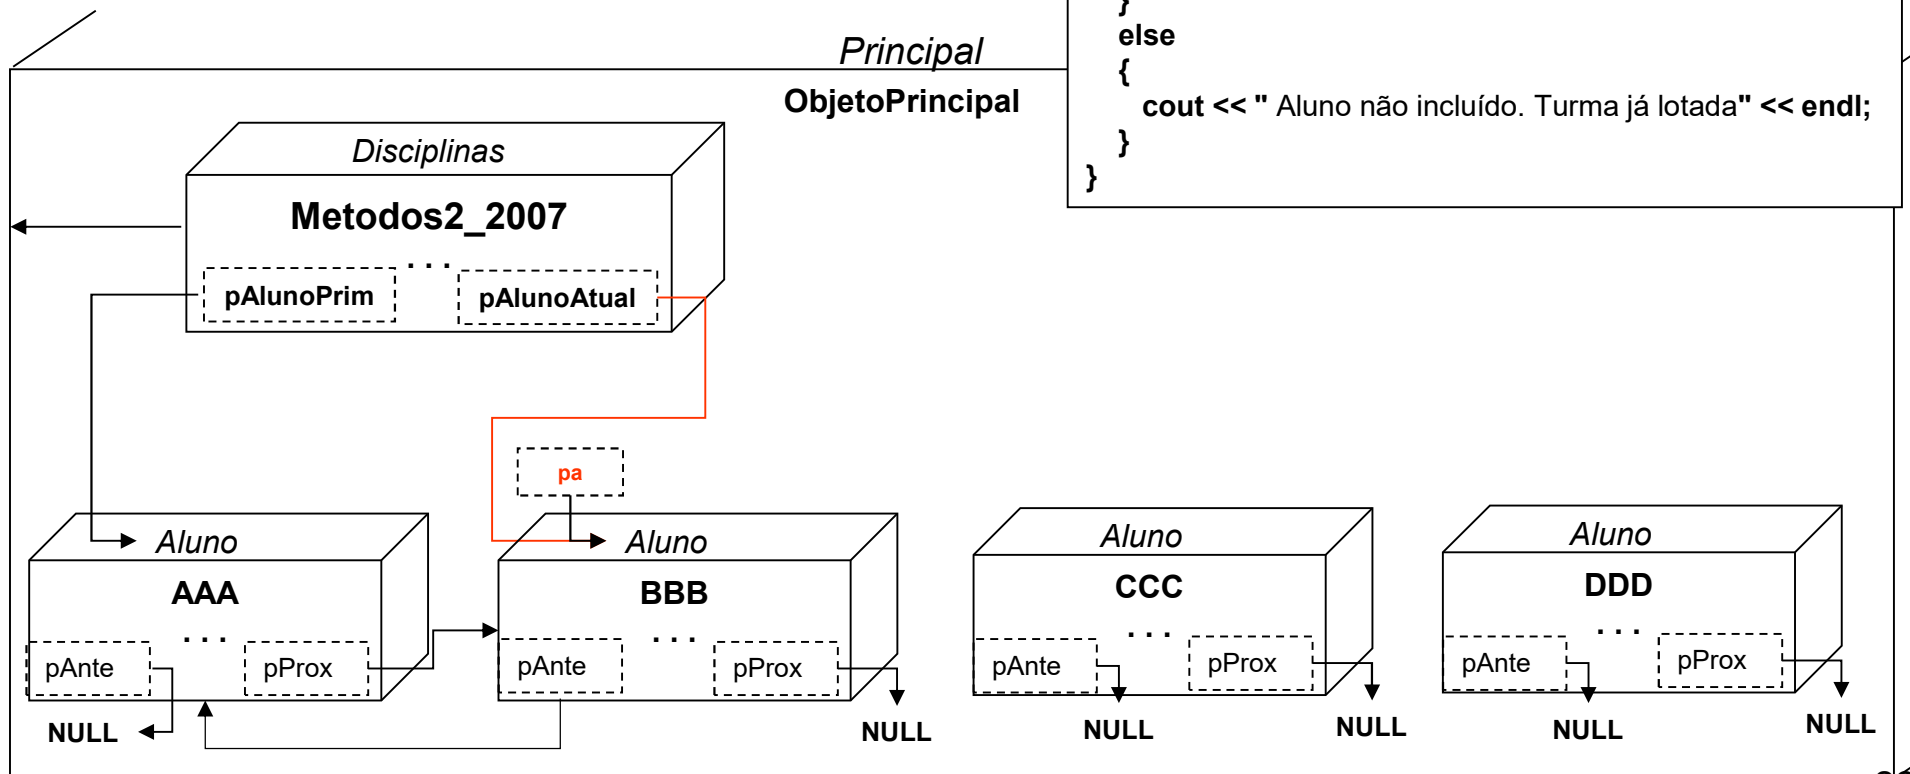 }
else
{
cout << " Aluno não incluído. Turma já lotada" << endl;
}
}
Principal
ObjetoPrincipal
Disciplinas
Metodos2_2007
. . .
pAlunoPrim
pAlunoAtual
pa
Aluno
AAA
. . .
pAnte
pProx
NULL
Aluno
BBB
. . .
pAnte
pProx
NULL
Aluno
CCC
. . .
pAnte
pProx
NULL
NULL
Aluno
DDD
. . .
pAnte
pProx
NULL
NULL